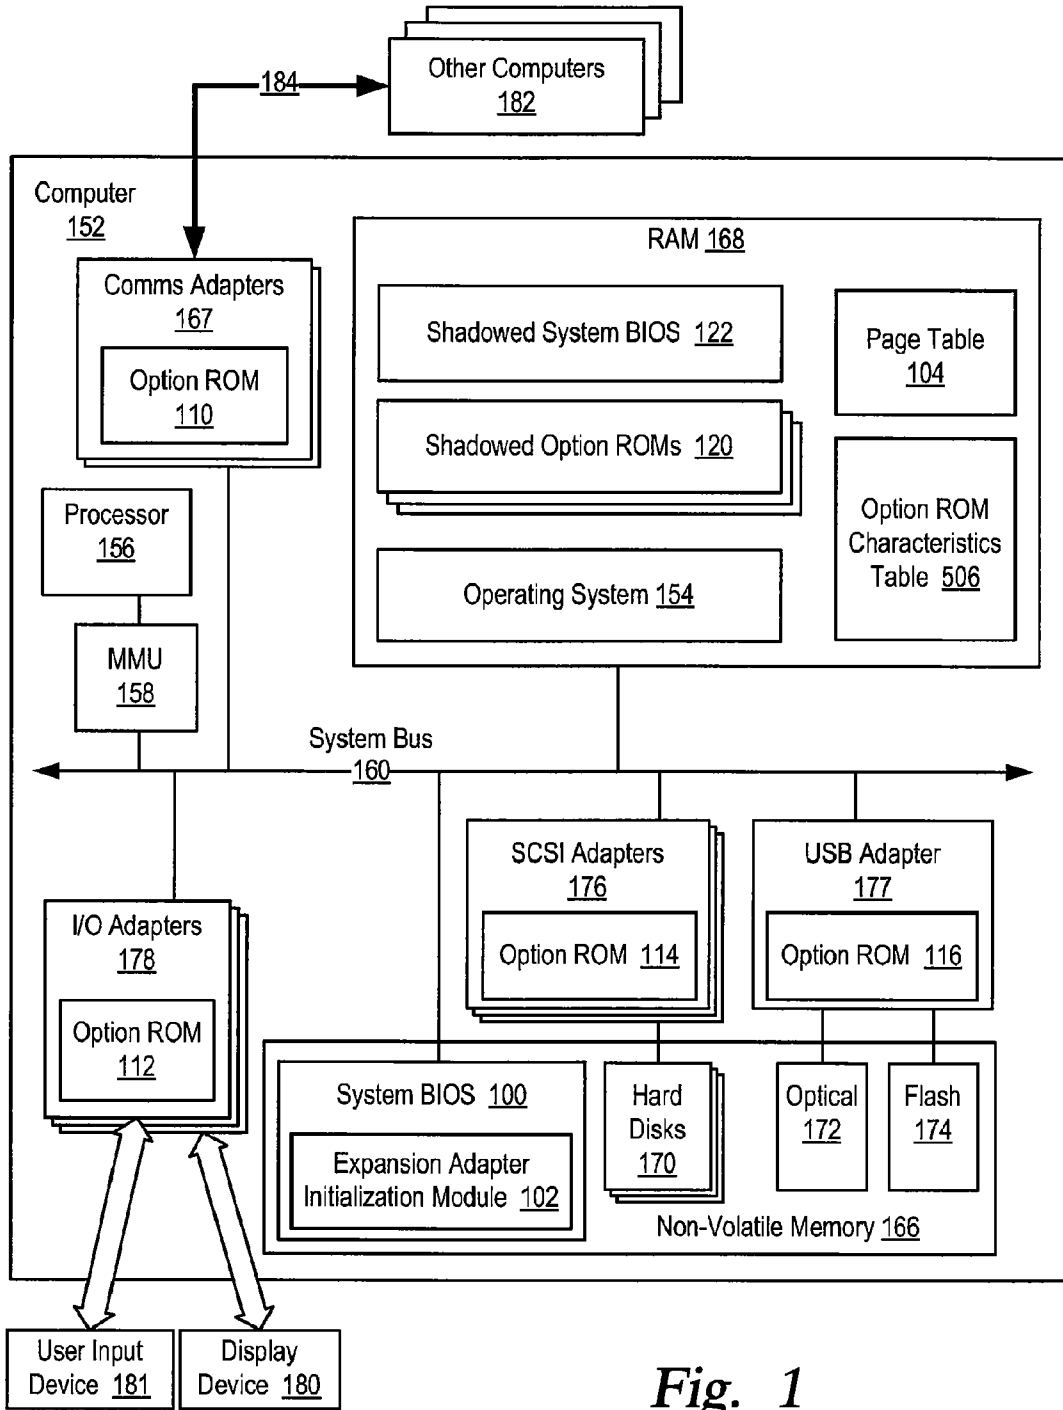 Other Computers
182
184
Computer
152
Comms Adapters
167
Option ROM
110
RAM 168
Shadowed System BIOS 122
Page Table
104
Shadowed Option ROMs 120
Option ROM
Characteristics
Table 506
Operating System 154
Processor
156
MMU
158
System Bus
160
SCSI Adapters
176
Option ROM 114
USB Adapter
177
Option ROM 116
I/O Adapters
178
Option ROM
112
System BIOS 100
Expansion Adapter
Initialization Module 102
Hard
Disks
170
Optical
172
Flash
174
Non-Volatile Memory 166
User Input
Device 181
Display
Device 180
Fig. 1